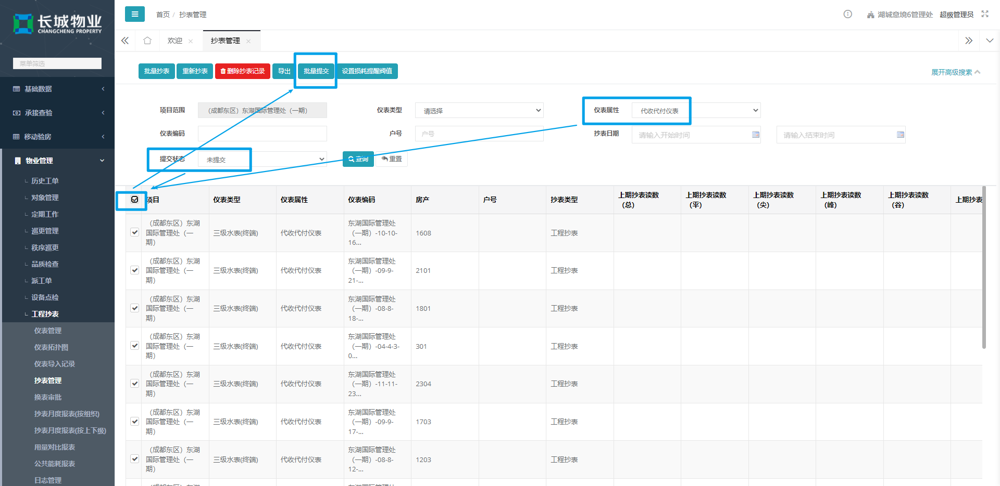 长城物业
CHANGCHENG PROPERTY
首页 / 抄表管理
湖城意境6管理处 超级管理员
欢迎 ×
抄表管理 ×
菜单筛选
基础数据
承接查验
移动验房
物业管理
历史工单
对象管理
定期工作
巡更管理
秩序巡更
品质检查
派工单
设备点检
工程抄表
仪表管理
仪表拓扑图
仪表导入记录
抄表管理
换表审批
抄表月度报表(按组织)
抄表月度报表(按上下级)
用量对比报表
公共能耗报表
日志管理
批量抄表 重新抄表 删除抄表记录 导出 批量提交 设置损耗提醒阀值
展开高级搜索
项目范围 （成都东区）东湖国际管理处（一期） 仪表类型 请选择 仪表属性 代收代付仪表
仪表编码 户号 户号 抄表日期 请输入开始时间 请输入结束时间
提交状态 未提交 查询 重置
项目 仪表类型 仪表属性 仪表编码 房产 户号 抄表类型
上期抄表读数
（总）
上期抄表读数
（平）
上期抄表读数
（尖）
上期抄表读数
（峰）
上期抄表读数
（谷）
上期抄表
（成都东区）东湖
国际管理处（一
期）
三级水表(终端)
代收代付仪表
东湖国际管理处
（一期）-10-10-
16...
1608
工程抄表
（成都东区）东湖
国际管理处（一
期）
三级水表(终端)
代收代付仪表
东湖国际管理处
（一期）-09-9-
21-...
2101
工程抄表
（成都东区）东湖
国际管理处（一
期）
三级水表(终端)
代收代付仪表
东湖国际管理处
（一期）-08-8-
18-...
1801
工程抄表
（成都东区）东湖
国际管理处（一
期）
三级水表(终端)
代收代付仪表
东湖国际管理处
（一期）-04-4-3-
0...
301
工程抄表
（成都东区）东湖
国际管理处（一
期）
三级水表(终端)
代收代付仪表
东湖国际管理处
（一期）-11-11-
23...
2304
工程抄表
（成都东区）东湖
国际管理处（一
期）
三级水表(终端)
代收代付仪表
东湖国际管理处
（一期）-09-9-
17-...
1703
工程抄表
（成都东区）东湖
国际管理处（一
期）
三级水表(终端)
代收代付仪表
东湖国际管理处
（一期）-08-8-
12-...
1203
工程抄表